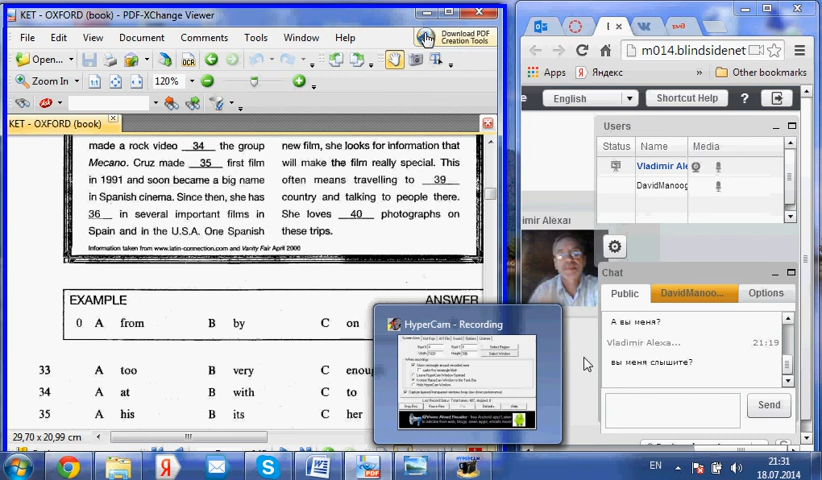 KET - OXFORD (book) - PDF-XChange Viewer
File Edit View Document Comments Tools Window Help
Download PDF
Creation Tools
Open...
OCR
Zoom In 120%
KET - OXFORD (book)
made a rock video 34 the group
Mecano. Cruz made 35 first film
in 1991 and soon became a big name
in Spanish cinema. Since then, she has
36 in several important films in
Spain and in the U.S.A. One Spanish
new film, she looks for information that
will make the film really special. This
often means travelling to 39
country and talking to people there.
She loves 40 photographs on
these trips.
Information taken from www.latin-connection.com and Vanity Fair April 2000
EXAMPLE ANSWER
0 A from B by C on
33 A too B very C enoug
34 A at B with C to
35 A his B its C her
29,70 x 20,99 cm
HyperCam - Recording
m014.blindsidenet
Apps Яндекс Other bookmarks
English Shortcut Help ?
Users
Status Name Media
Vladimir Ale
DavidManoog
imir Alexan
Chat
Public DavidManoo... Options
А вы меня?
Vladimir Alexa... 21:19
вы меня слышите?
Send
EN
21:31
18.07.2014